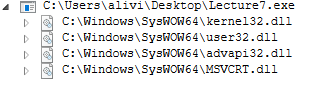 C:\Users\alivi\Desktop\Lecture7.exe
C:\Windows\SysWOW64\kernel32.dll
C:\Windows\SysWOW64\user32.dll
C:\Windows\SysWOW64\advapi32.dll
C:\Windows\SysWOW64\MSVCRT.dll